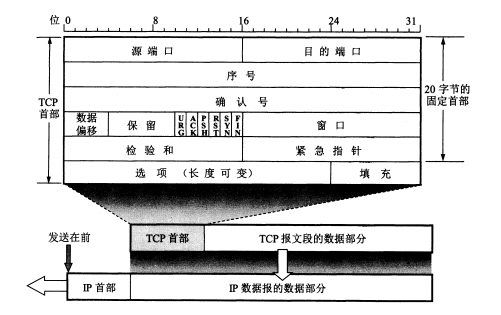 位 0 8 16 24 31
源端口 目的端口
序号
确认号
数据偏移 保留 URG ACK PSH RST SYN FIN 窗口
检验和 紧急指针
选项 （长度可变） 填充
TCP
首部
20 字节的
固定首部
TCP 首部 TCP 报文段的数据部分
发送在前
IP 首部 IP 数据报的数据部分